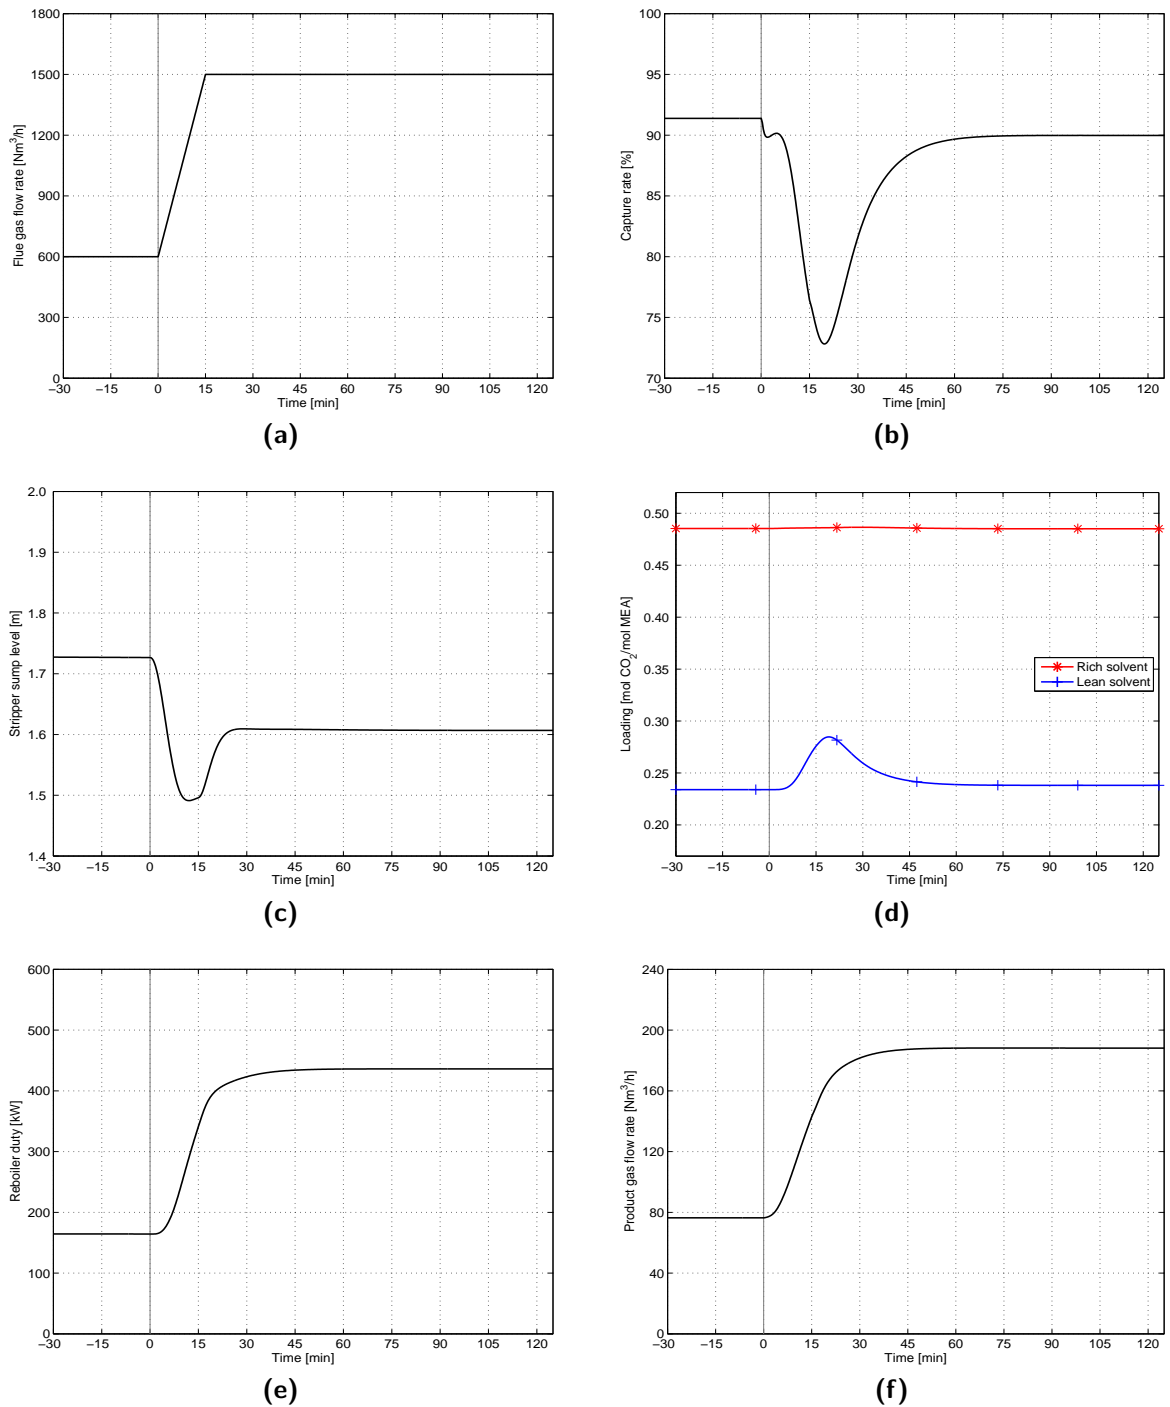 1800
1500
1200
900
600
300
0
Flue gas flow rate [Nm³/h]
−30 −15 0 15 30 45 60 75 90 105 120
Time [min]
(a)
100
95
90
85
80
75
70
Capture rate [%]
−30 −15 0 15 30 45 60 75 90 105 120
Time [min]
(b)
2.0
1.9
1.8
1.7
1.6
1.5
1.4
Stripper sump level [m]
−30 −15 0 15 30 45 60 75 90 105 120
Time [min]
(c)
0.50
0.45
0.40
0.35
0.30
0.25
0.20
Loading [mol CO₂/mol MEA]
Rich solvent
Lean solvent
−30 −15 0 15 30 45 60 75 90 105 125
Time [min]
(d)
600
500
400
300
200
100
0
Reboiler duty [kW]
−30 −15 0 15 30 45 60 75 90 105 120
Time [min]
(e)
240
200
160
120
80
40
0
Product gas flow rate [Nm³/h]
−30 −15 0 15 30 45 60 75 90 105 120
Time [min]
(f)